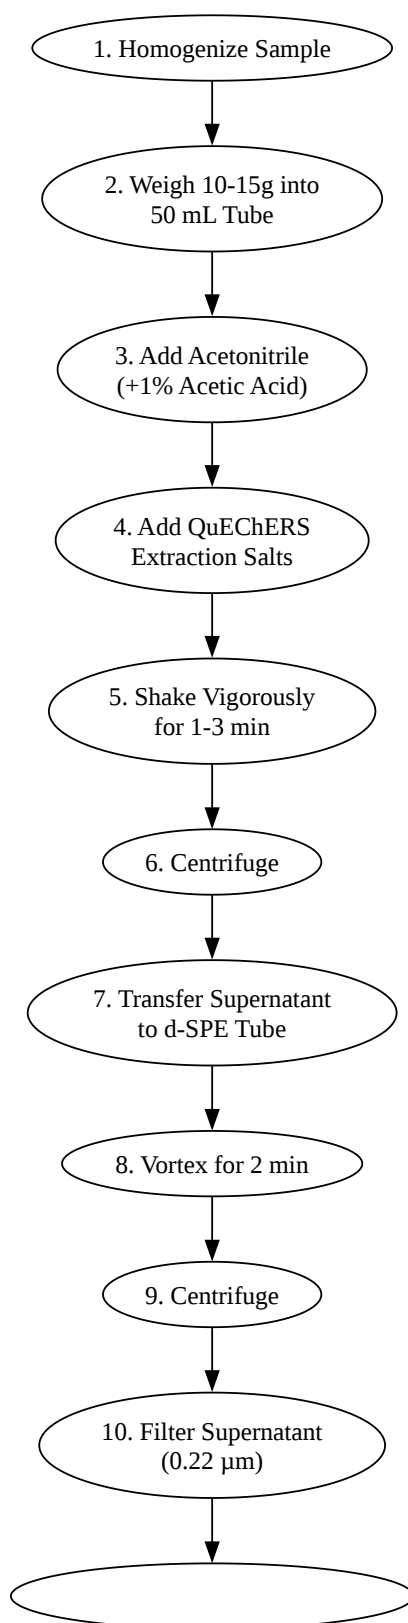 1. Homogenize Sample
2. Weigh 10-15g into
50 mL Tube
3. Add Acetonitrile
(+1% Acetic Acid)
4. Add QuEChERS
Extraction Salts
5. Shake Vigorously
for 1-3 min
6. Centrifuge
7. Transfer Supernatant
to d-SPE Tube
8. Vortex for 2 min
9. Centrifuge
10. Filter Supernatant
(0.22 µm)